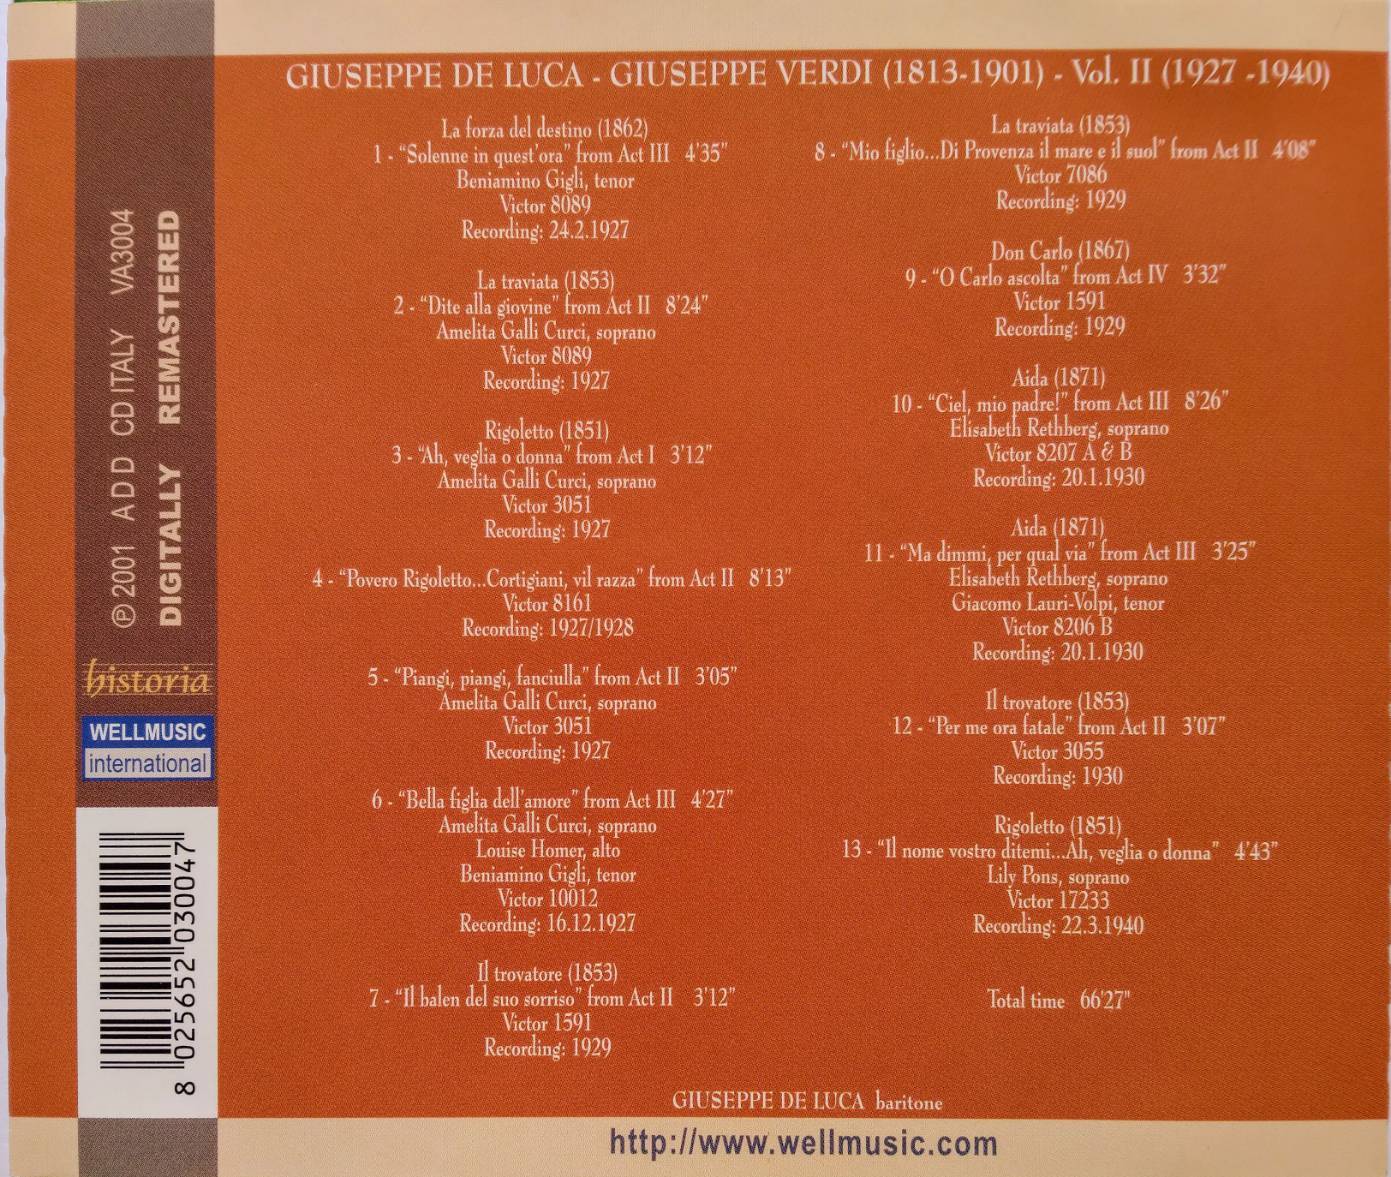 GIUSEPPE DE LUCA - GIUSEPPE VERDI (1813-1901) - Vol. II (1927 -1940)
La forza del destino (1862)
1 - “Solenne in quest'ora” from Act III 4'35”
Beniamino Gigli, tenor
Victor 8089
Recording: 24.2.1927
La traviata (1853)
2 - “Dite alla giovine” from Act II 8'24”
Amelita Galli Curci, soprano
Victor 8089
Recording: 1927
Rigoletto (1851)
3 - “Ah, veglia o donna” from Act I 3'12”
Amelita Galli Curci, soprano
Victor 3051
Recording: 1927
4 - “Povero Rigoletto...Cortigiani, vil razza” from Act II 8'13”
Victor 8161
Recording: 1927/1928
5 - “Piangi, piangi, fanciulla” from Act II 3'05”
Amelita Galli Curci, soprano
Victor 3051
Recording: 1927
6 - “Bella figlia dell'amore” from Act III 4'27”
Amelita Galli Curci, soprano
Louise Homer, alto
Beniamino Gigli, tenor
Victor 10012
Recording: 16.12.1927
Il trovatore (1853)
7 - “Il balen del suo sorriso” from Act II 3'12”
Victor 1591
Recording: 1929
La traviata (1853)
8 - “Mio figlio...Di Provenza il mare e il suol” from Act II 4'08”
Victor 7086
Recording: 1929
Don Carlo (1867)
9 - “O Carlo ascolta” from Act IV 3'32”
Victor 1591
Recording: 1929
Aida (1871)
10 - “Ciel, mio padre!” from Act III 8'26”
Elisabeth Rethberg, soprano
Victor 8207 A & B
Recording: 20.1.1930
Aida (1871)
11 - “Ma dimmi, per qual via” from Act III 3'25”
Elisabeth Rethberg, soprano
Giacomo Lauri-Volpi, tenor
Victor 8206 B
Recording: 20.1.1930
Il trovatore (1853)
12 - “Per me ora fatale” from Act II 3'07”
Victor 3055
Recording: 1930
Rigoletto (1851)
13 - “Il nome vostro ditemi...Ah, veglia o donna” 4'43”
Lily Pons, soprano
Victor 17233
Recording: 22.3.1940
Total time 66'27"
GIUSEPPE DE LUCA baritone
http://www.wellmusic.com
℗ 2001 ADD CD ITALY VA3004
DIGITALLY REMASTERED
historia
WELLMUSIC
international
8 025652 030047